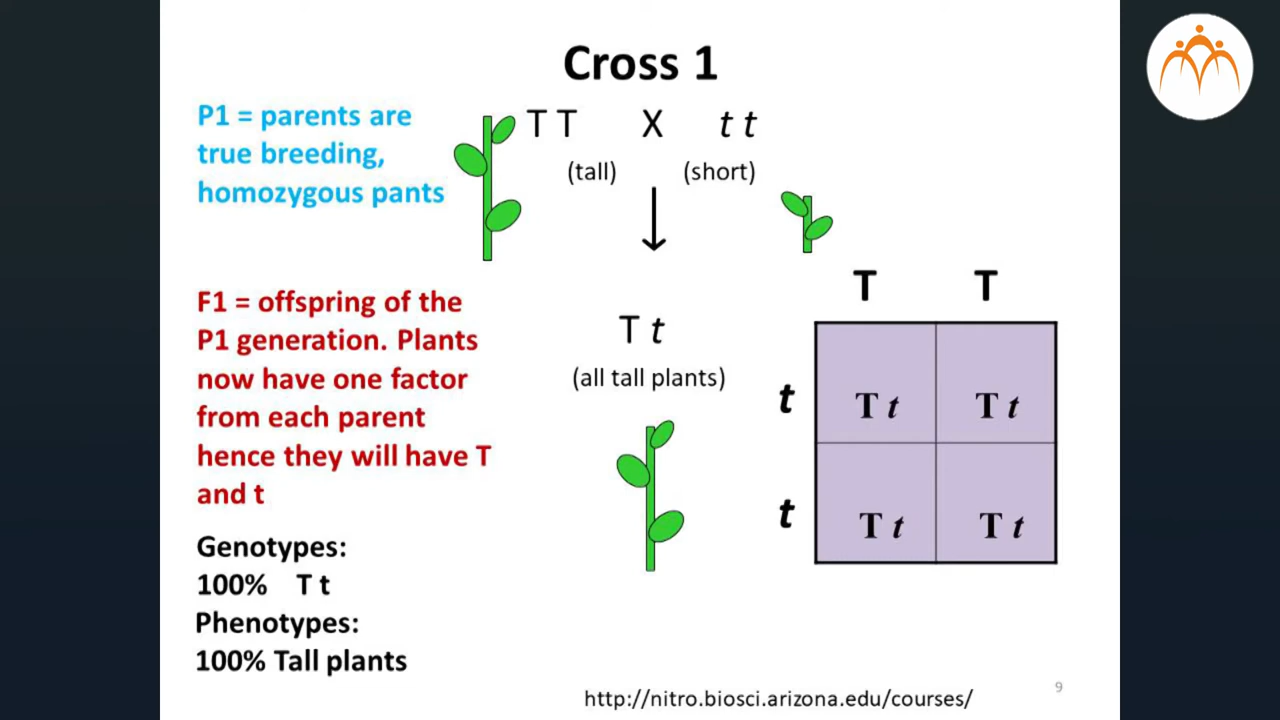 Cross 1
P1 = parents are
true breeding,
homozygous pants
T T X t t
(tall) (short)
F1 = offspring of the
P1 generation. Plants
now have one factor
from each parent
hence they will have T
and t
T t
(all tall plants)
T T
t T t T t
t T t T t
Genotypes:
100% T t
Phenotypes:
100% Tall plants
http://nitro.biosci.arizona.edu/courses/
9